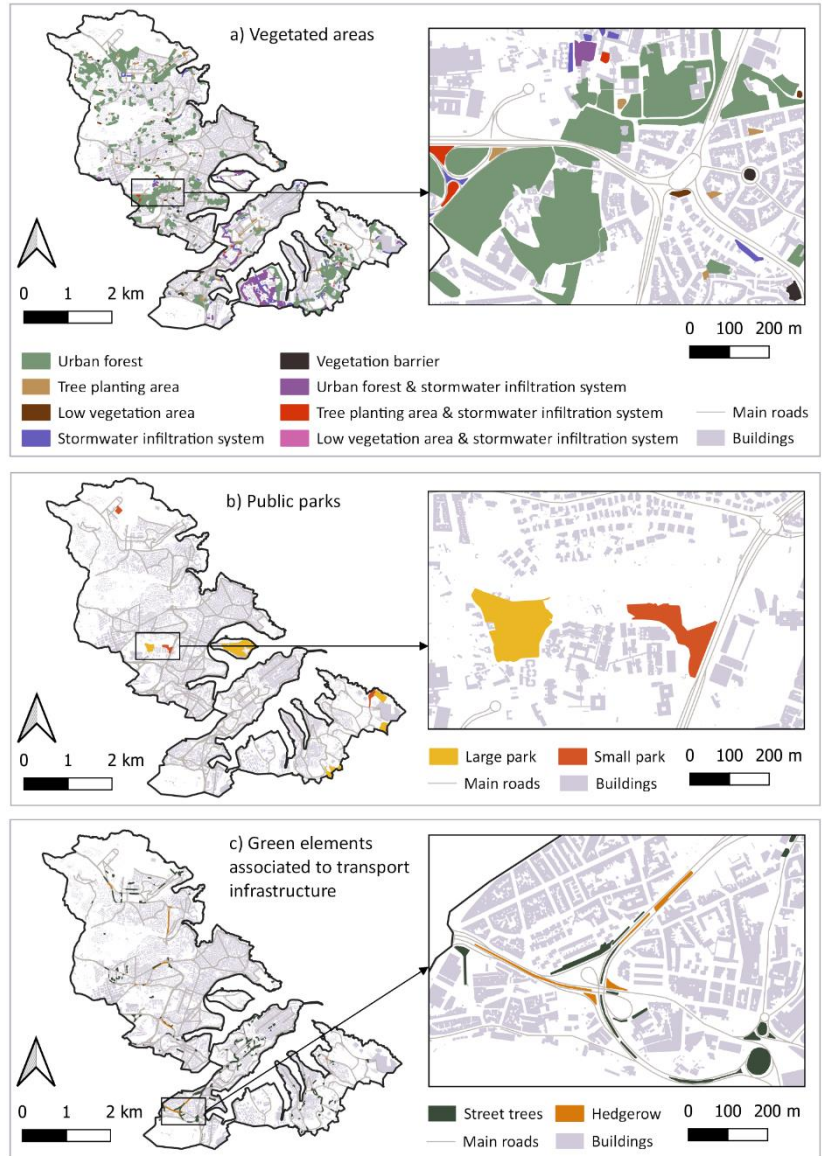 a) Vegetated areas
0 1 2 km
0 100 200 m
Urban forest
Vegetation barrier
Tree planting area
Urban forest & stormwater infiltration system
Low vegetation area
Tree planting area & stormwater infiltration system
Main roads
Stormwater infiltration system
Low vegetation area & stormwater infiltration system
Buildings
b) Public parks
0 1 2 km
Large park
Small park
Main roads
Buildings
0 100 200 m
c) Green elements
associated to transport
infrastructure
0 1 2 km
Street trees
Hedgerow
Main roads
Buildings
0 100 200 m